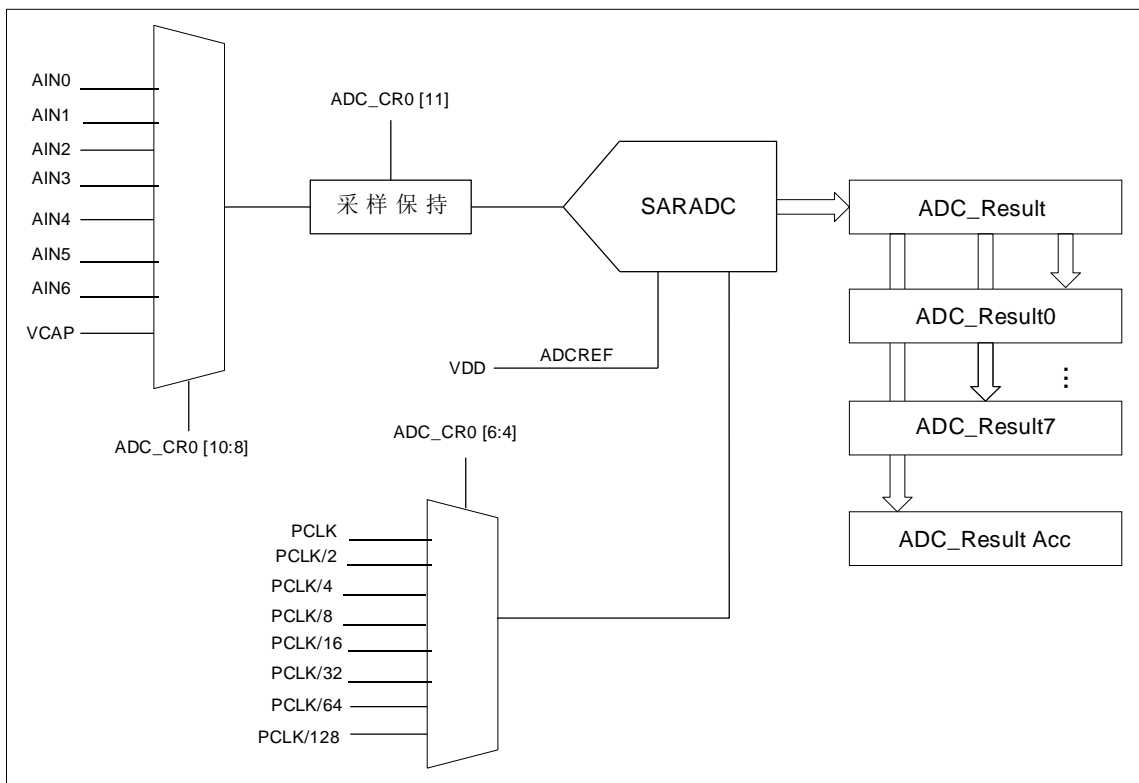 AIN0
AIN1
AIN2
AIN3
AIN4
AIN5
AIN6
VCAP
ADC_CR0 [10:8]
ADC_CR0 [11]
采样保持
SARADC
VDD
ADCREF
ADC_CR0 [6:4]
PCLK
PCLK/2
PCLK/4
PCLK/8
PCLK/16
PCLK/32
PCLK/64
PCLK/128
ADC_Result
ADC_Result0
⋮
ADC_Result7
ADC_Result Acc